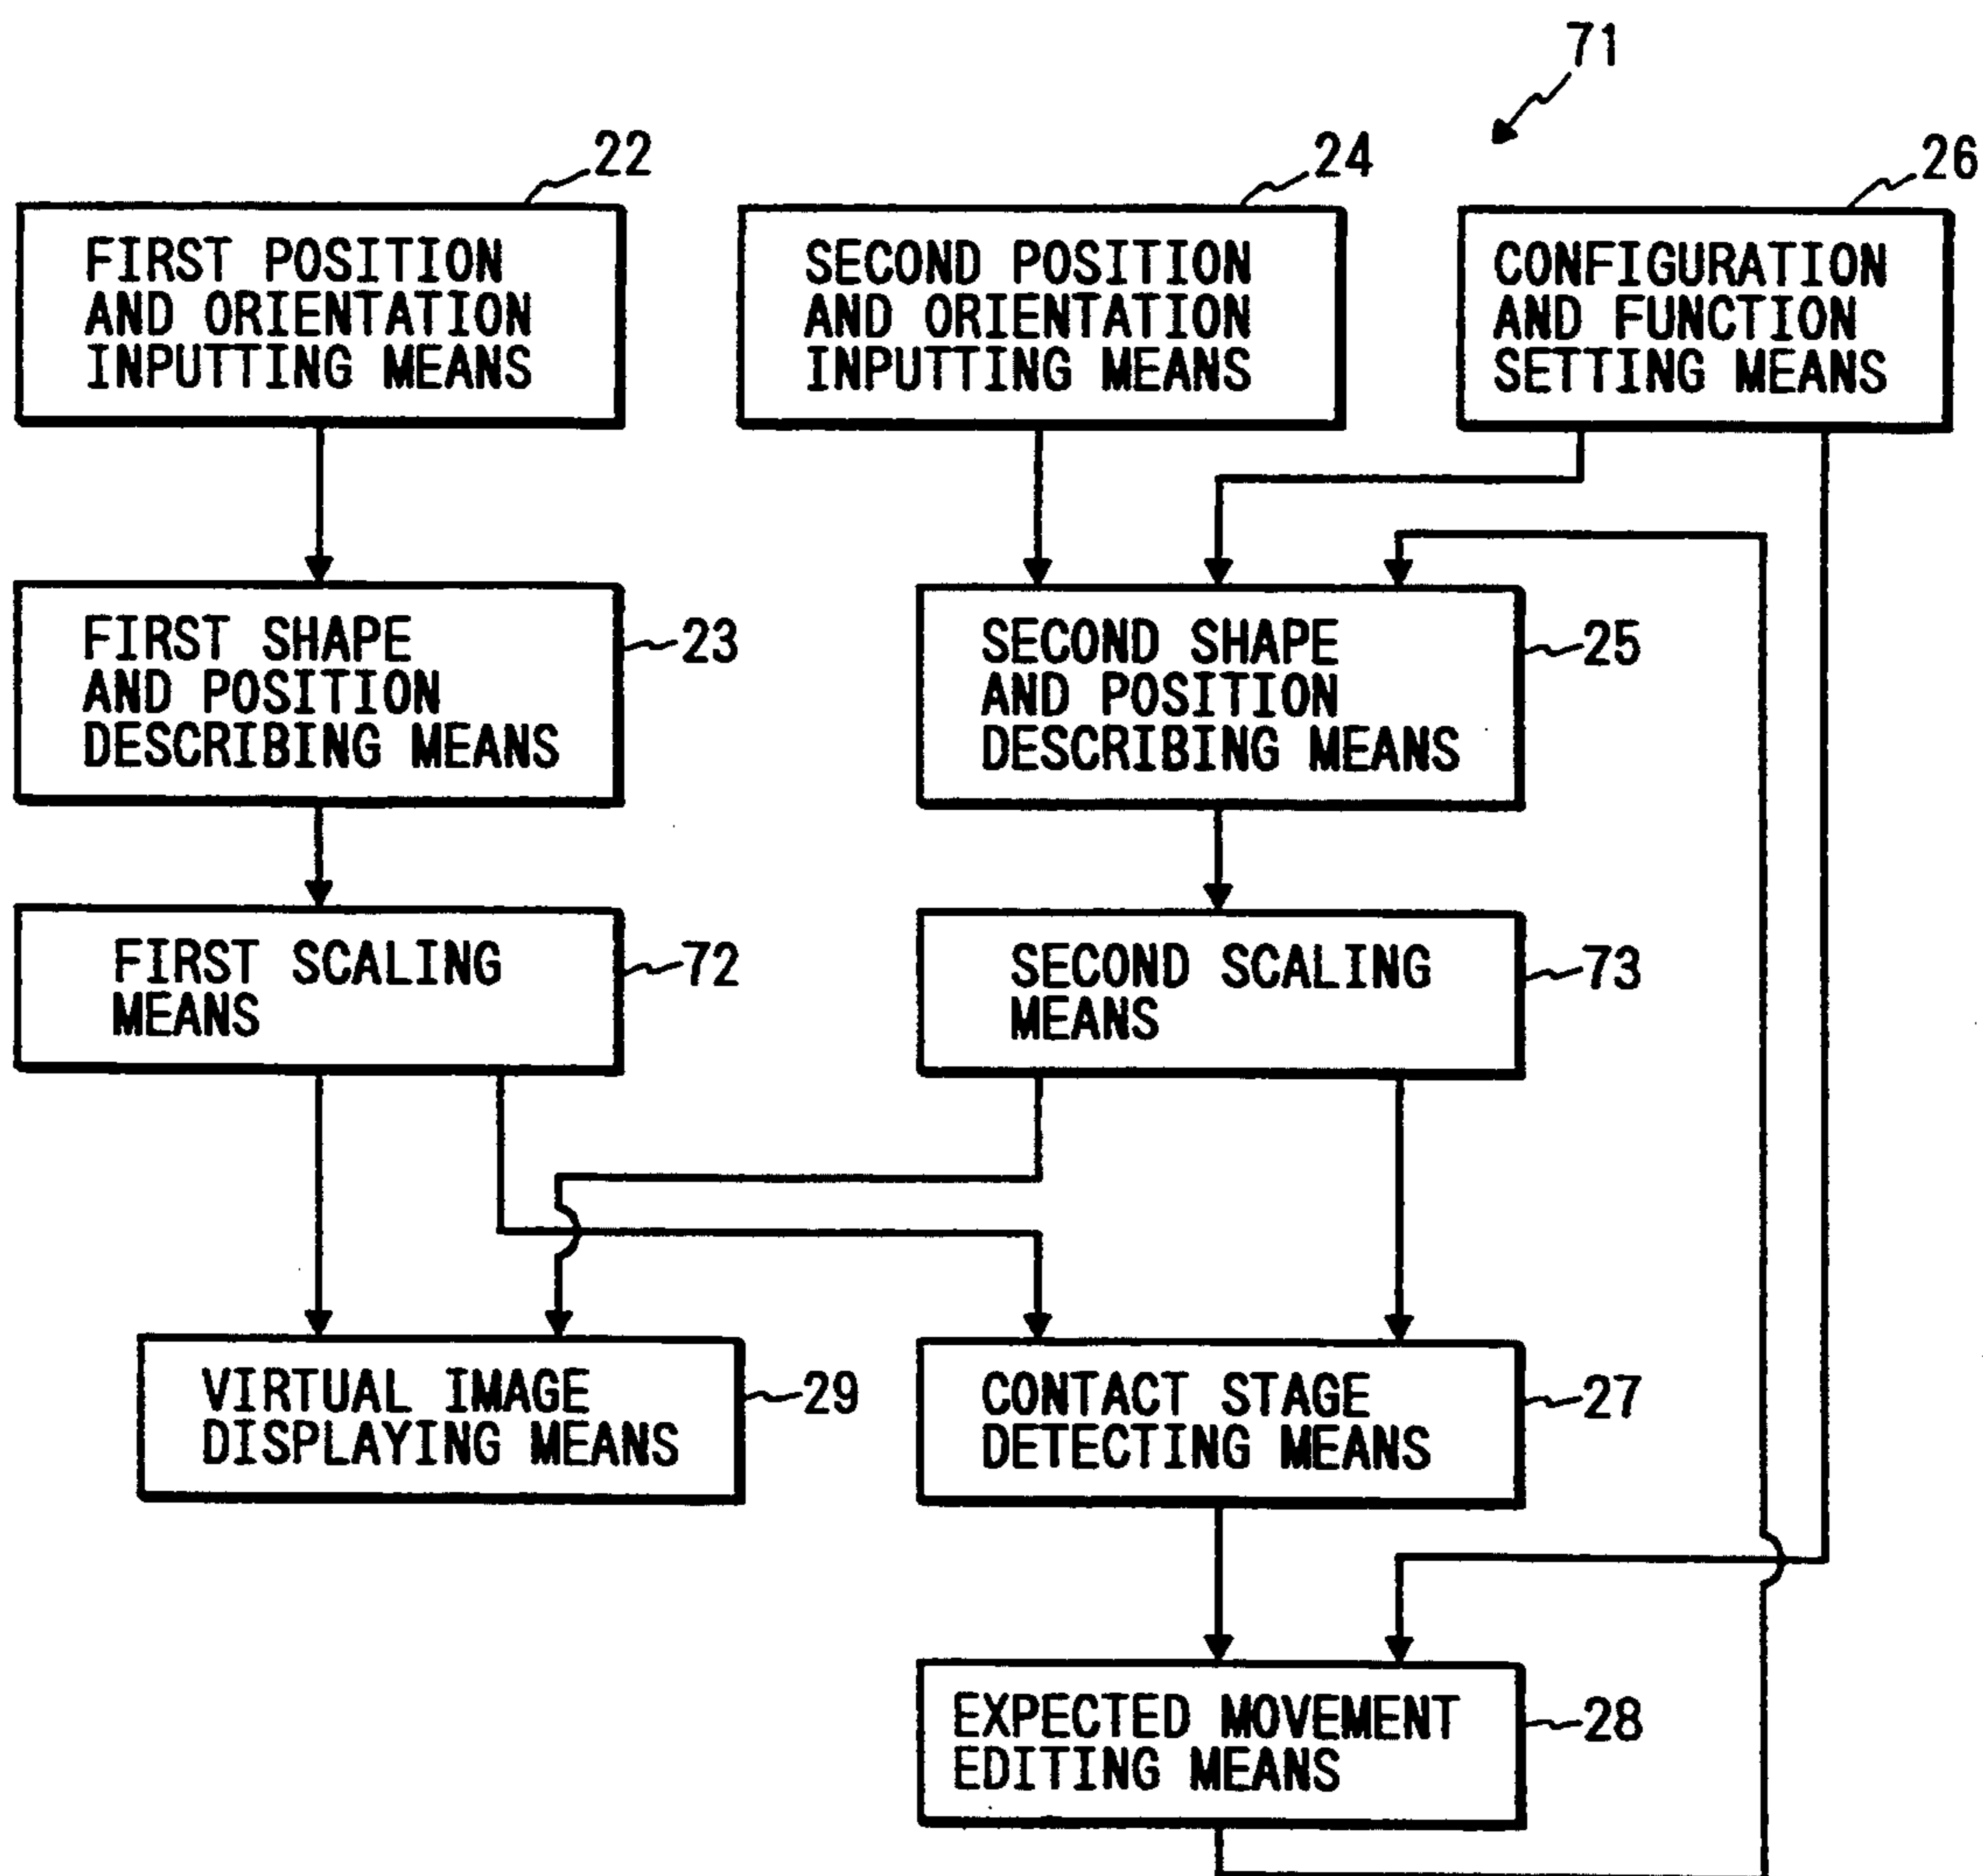 71
22
24
26
FIRST POSITION
AND ORIENTATION
INPUTTING MEANS
SECOND POSITION
AND ORIENTATION
INPUTTING MEANS
CONFIGURATION
AND FUNCTION
SETTING MEANS
FIRST SHAPE
AND POSITION
DESCRIBING MEANS
23
SECOND SHAPE
AND POSITION
DESCRIBING MEANS
25
FIRST SCALING
MEANS
72
SECOND SCALING
MEANS
73
VIRTUAL IMAGE
DISPLAYING MEANS
29
CONTACT STAGE
DETECTING MEANS
27
EXPECTED MOVEMENT
EDITING MEANS
28